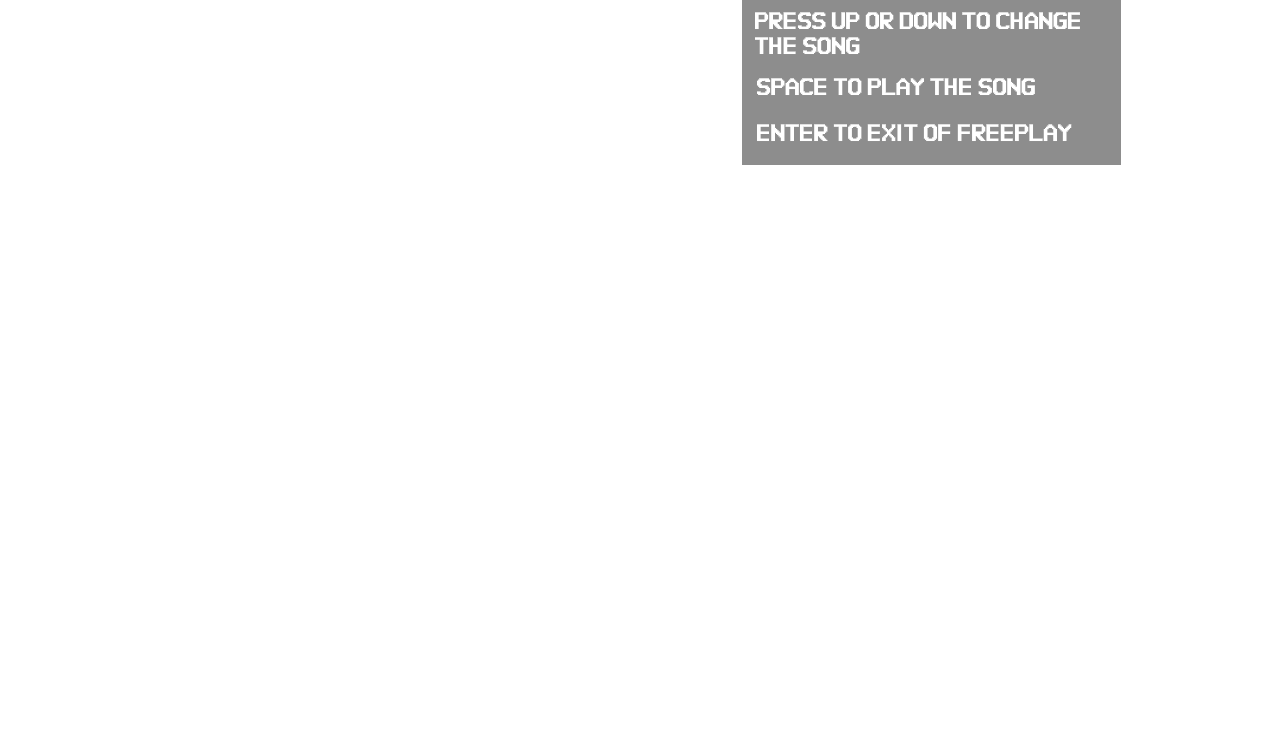 PRESS UP OR DOWN TO CHANGE
THE SONG
SPACE TO PLAY THE SONG
ENTER TO EXIT OF FREEPLAY